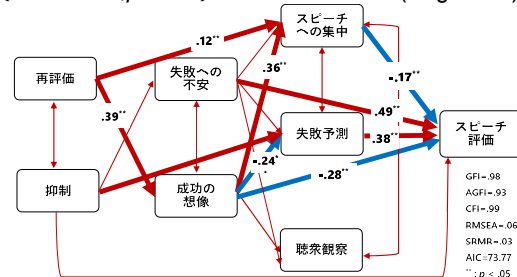 スピーチ
への集中
.12**
再評価
失敗への
不安
.36**
-.17**
.39**
.49**
失敗予測
.38**
スピーチ
評価
-.24*
抑制
成功の
想像
-.28**
聴衆観察
GFI=.98
AGFI=.93
CFI=.99
RMSEA=.06
SRMR=.03
AIC=73.77
**: p < .05